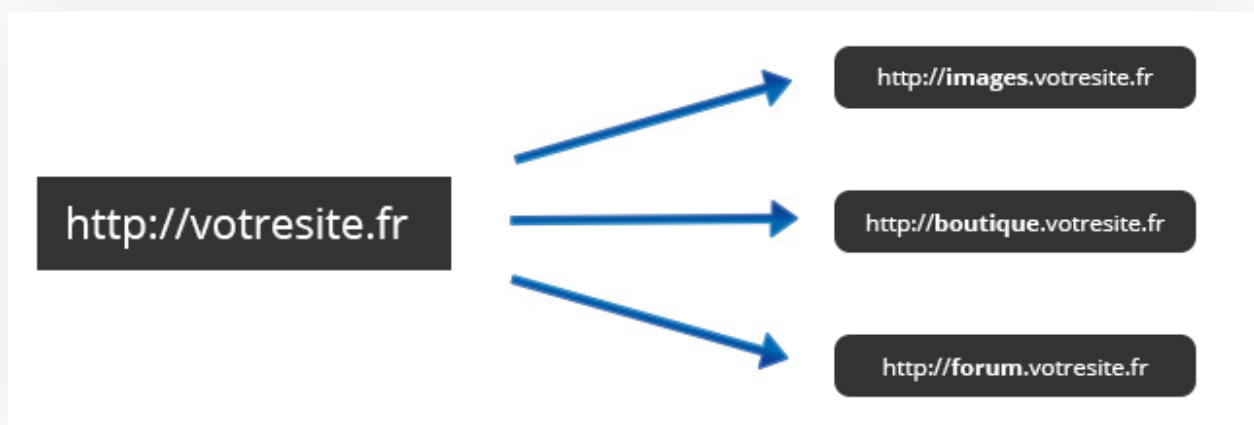 http://votresite.fr
http://images.votresite.fr
http://boutique.votresite.fr
http://forum.votresite.fr